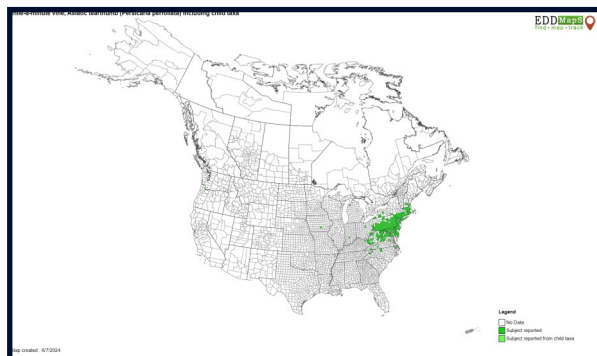 mile-a-minute vine, Asiatic tearthumb (Persicaria perfoliata) including child taxa
EDDMapS
find • map • track
Legend
No Data
Subject reported
Subject reported from child taxa
Map created : 6/7/2024